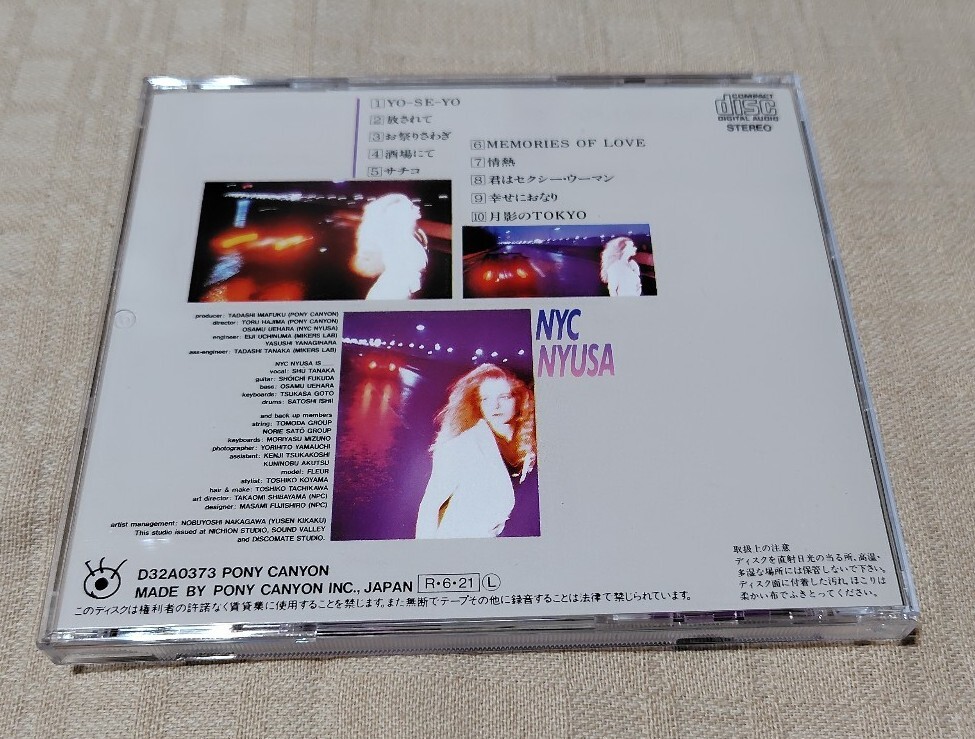 1 YO-SE-YO
2 放されて
3 お祭りさわぎ
4 酒場にて
5 サチコ
6 MEMORIES OF LOVE
7 情熱
8 君はセクシー・ウーマン
9 幸せにおなり
10 月影のTOKYO
COMPACT
disc
DIGITAL AUDIO
STEREO
producer: TADASHI IMAFUKU (PONY CANYON)
director: TORU HAJIMA (PONY CANYON)
OSAMU UEHARA (NYC NYUSA)
engineer: EIJI UCHINUMA (MIKERS LAB)
YASUSHI YANAGIHARA
ass-engineer: TADASHI TANAKA (MIKERS LAB)
NYC NYUSA IS
vocal: SHU TANAKA
guitar: SHOICHI FUKUDA
bass: OSAMU UEHARA
keyboards: TSUKASA GOTO
drums: SATOSHI ISHII
and back up members
string: TOMODA GROUP
NORIE SATO GROUP
keyboards: MORIYASU MIZUNO
photographer: YORIHITO YAMAUCHI
assistant: KENJI TSUKAKOSHI
KUNINOBU AKUTSU
model: FLEUR
stylist: TOSHIKO KOYAMA
hair & make: TOSHIKO TACHIKAWA
art director: TAKAOMI SHIBAYAMA (NPC)
designer: MASAMI FUJISHIRO (NPC)
artist management: NOBUYOSHI NAKAGAWA (YUSEN KIKAKU)
This studio issued at NICHION STUDIO, SOUND VALLEY
and DISCOMATE STUDIO.
NYC
NYUSA
D32A0373 PONY CANYON
MADE BY PONY CANYON INC., JAPAN R・6・21 L
このディスクは権利者の許諾なく賃貸業に使用することを禁じます。また無断でテープその他に録音することは法律で禁じられています。
取扱上の注意
ディスクを直射日光の当る所、高温・
多湿な場所には保管しないで下さい。
ディスク面に付着した汚れ、ほこりは
柔かい布でふきとってください。